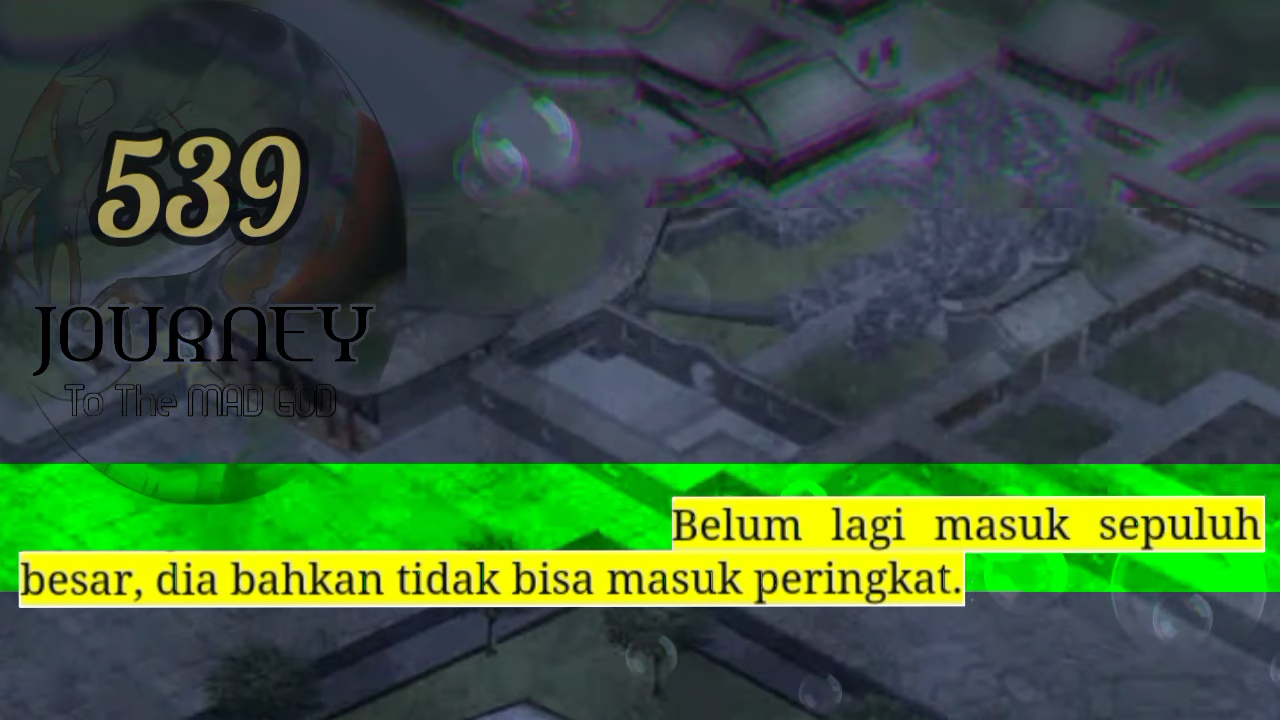 539
JOURNEY
To The MAD GOD
Belum lagi masuk sepuluh
besar, dia bahkan tidak bisa masuk peringkat.